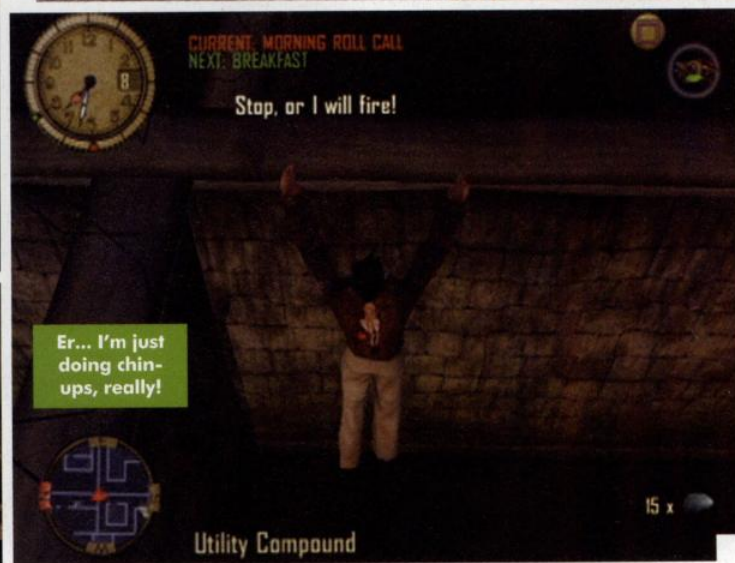 CURRENT: MORNING ROLL CALL
NEXT: BREAKFAST
8
Stop, or I will fire!
Er... I'm just
doing chin-
ups, really!
15 x
Utility Compound